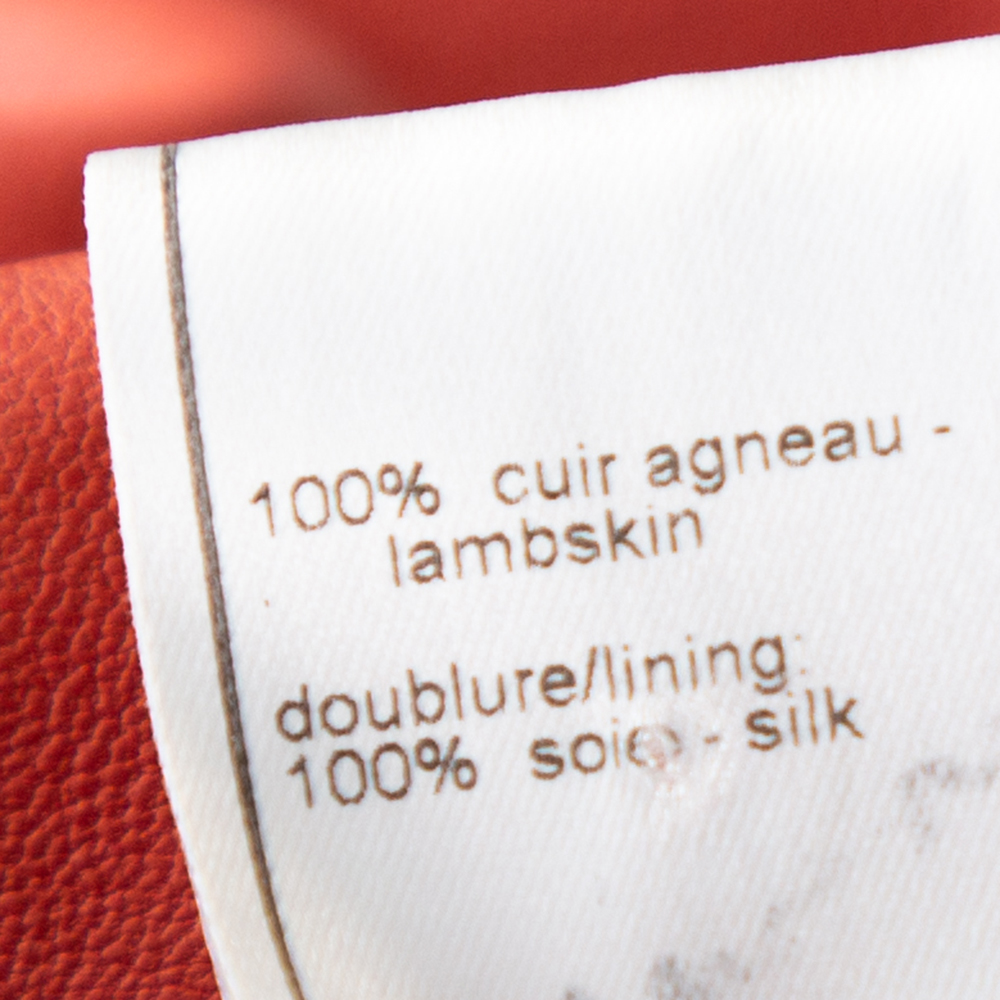 100% cuir agneau -
lambskin
doublure/lining:
100% soie - silk